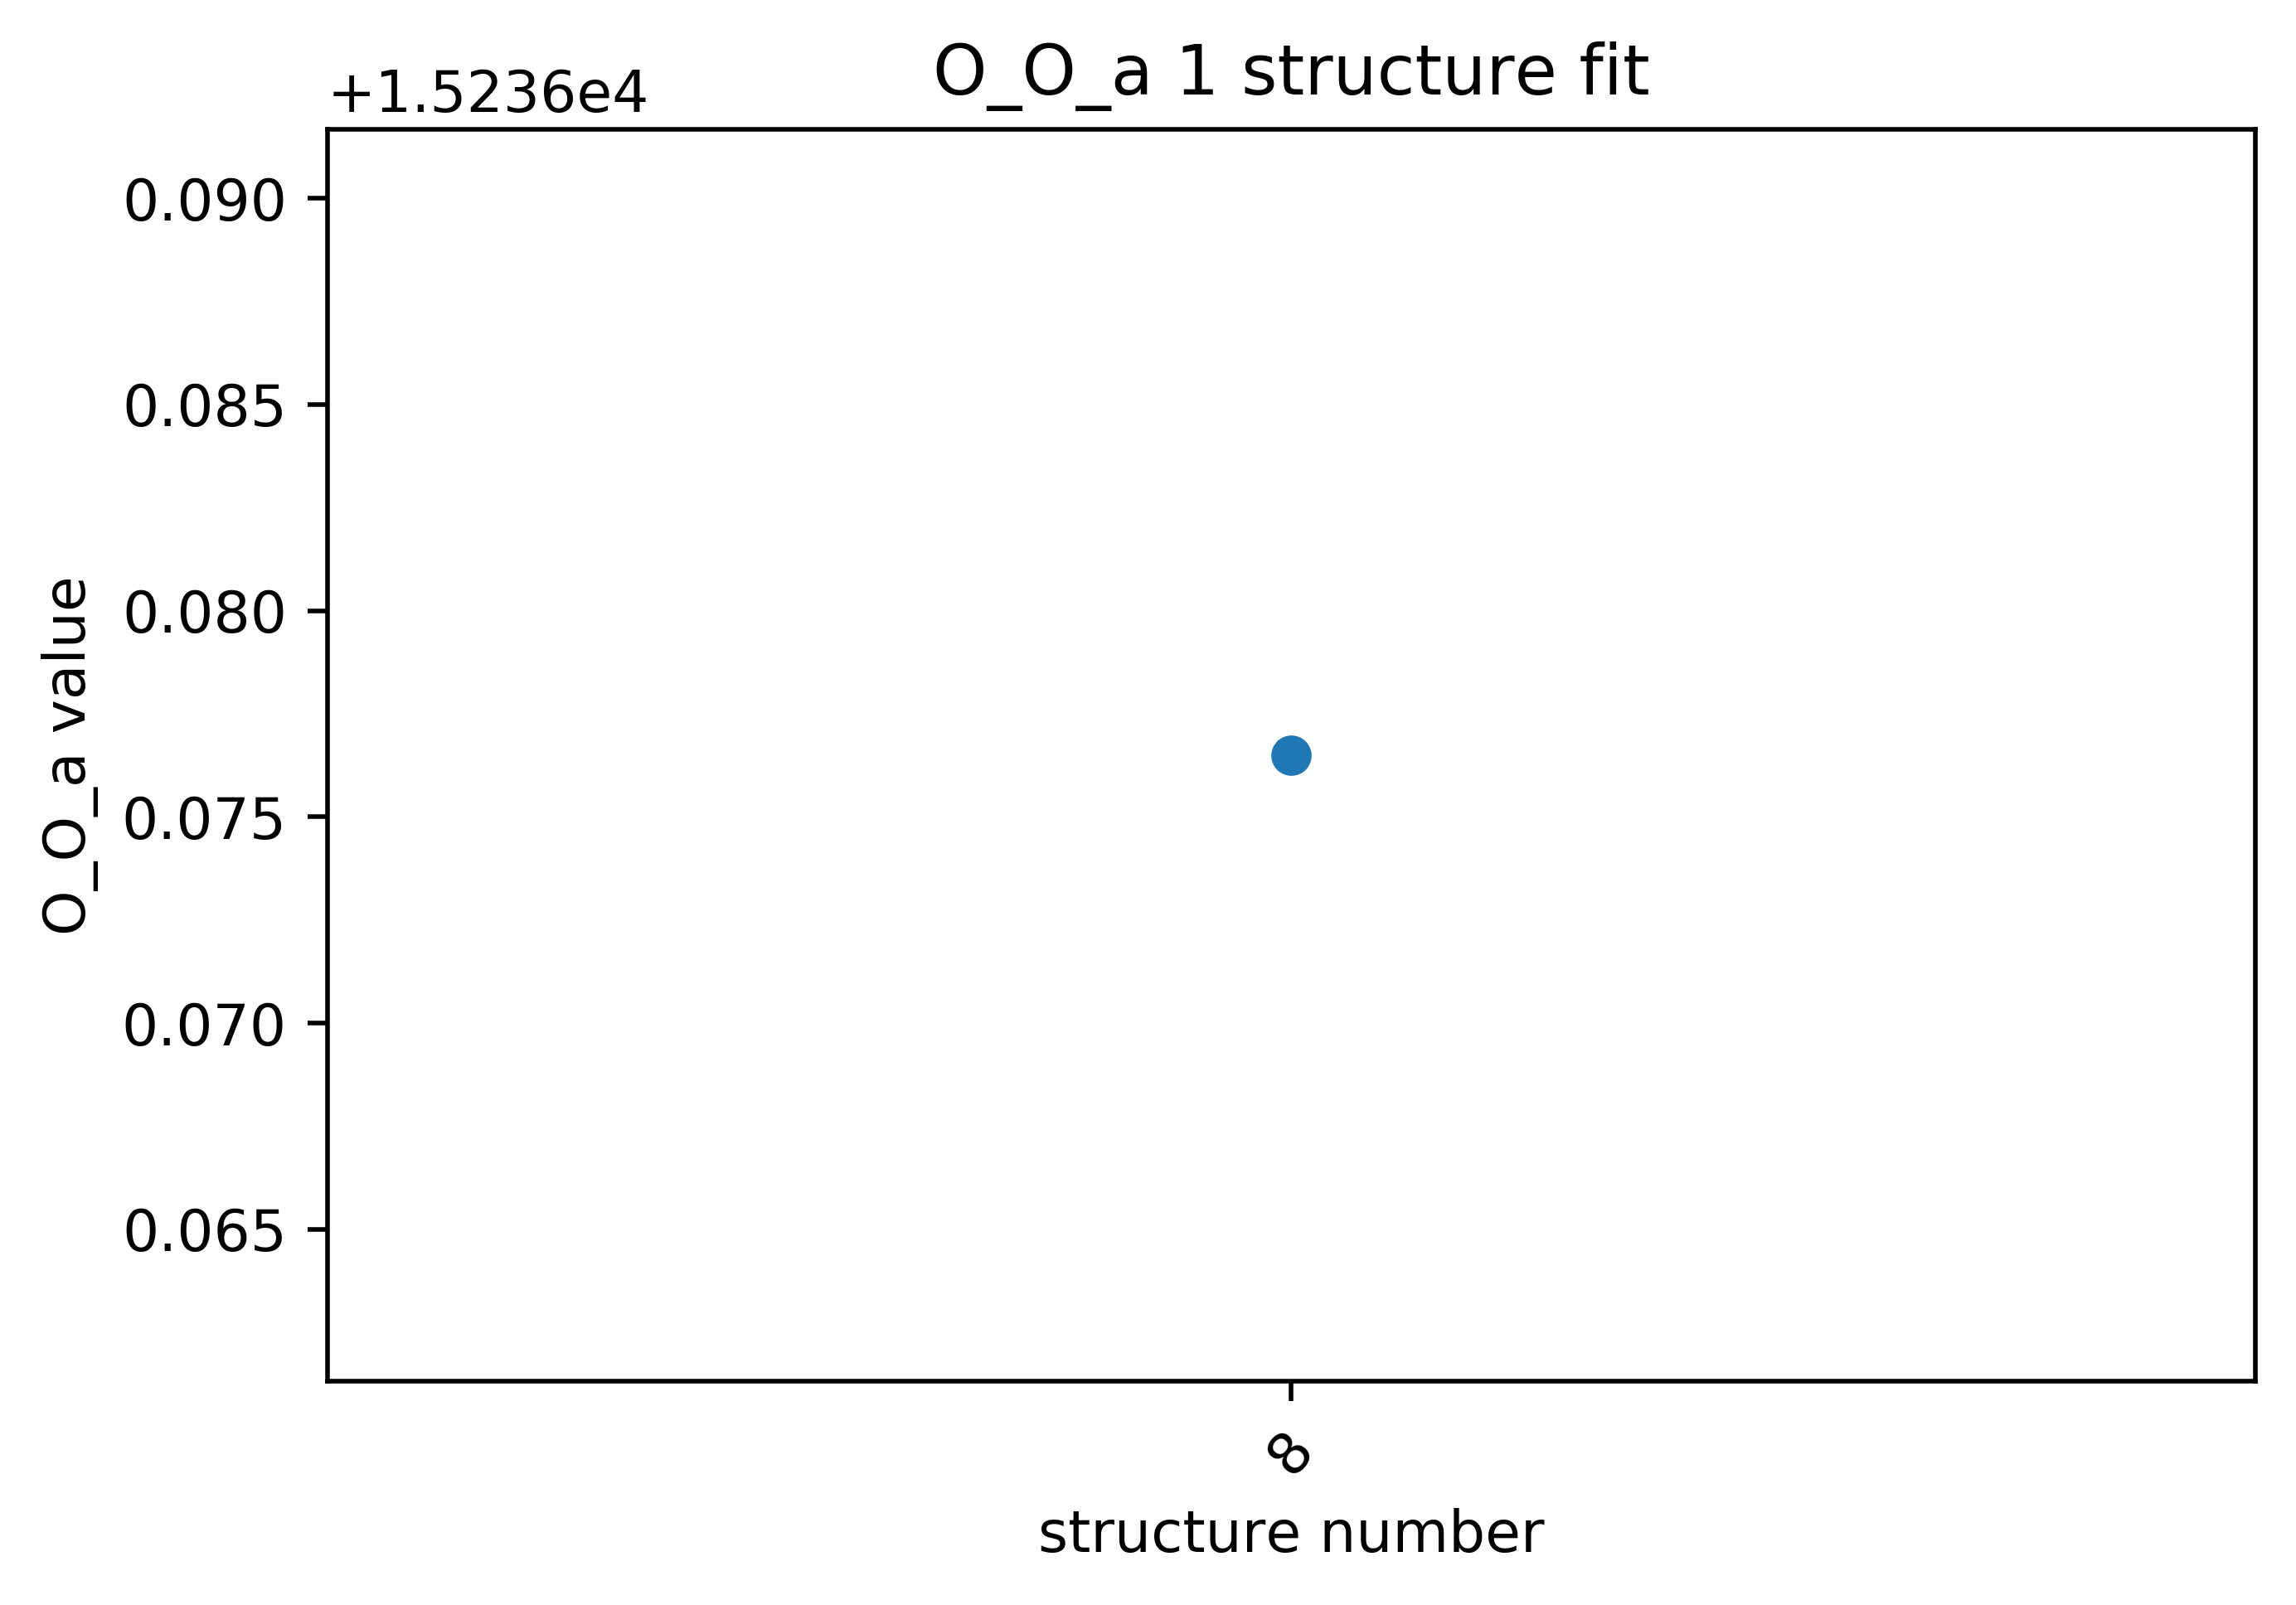 O_O_a 1 structure fit
+1.5236e4
0.090
0.085
0.080
0.075
0.070
0.065
O_O_a value
8
structure number